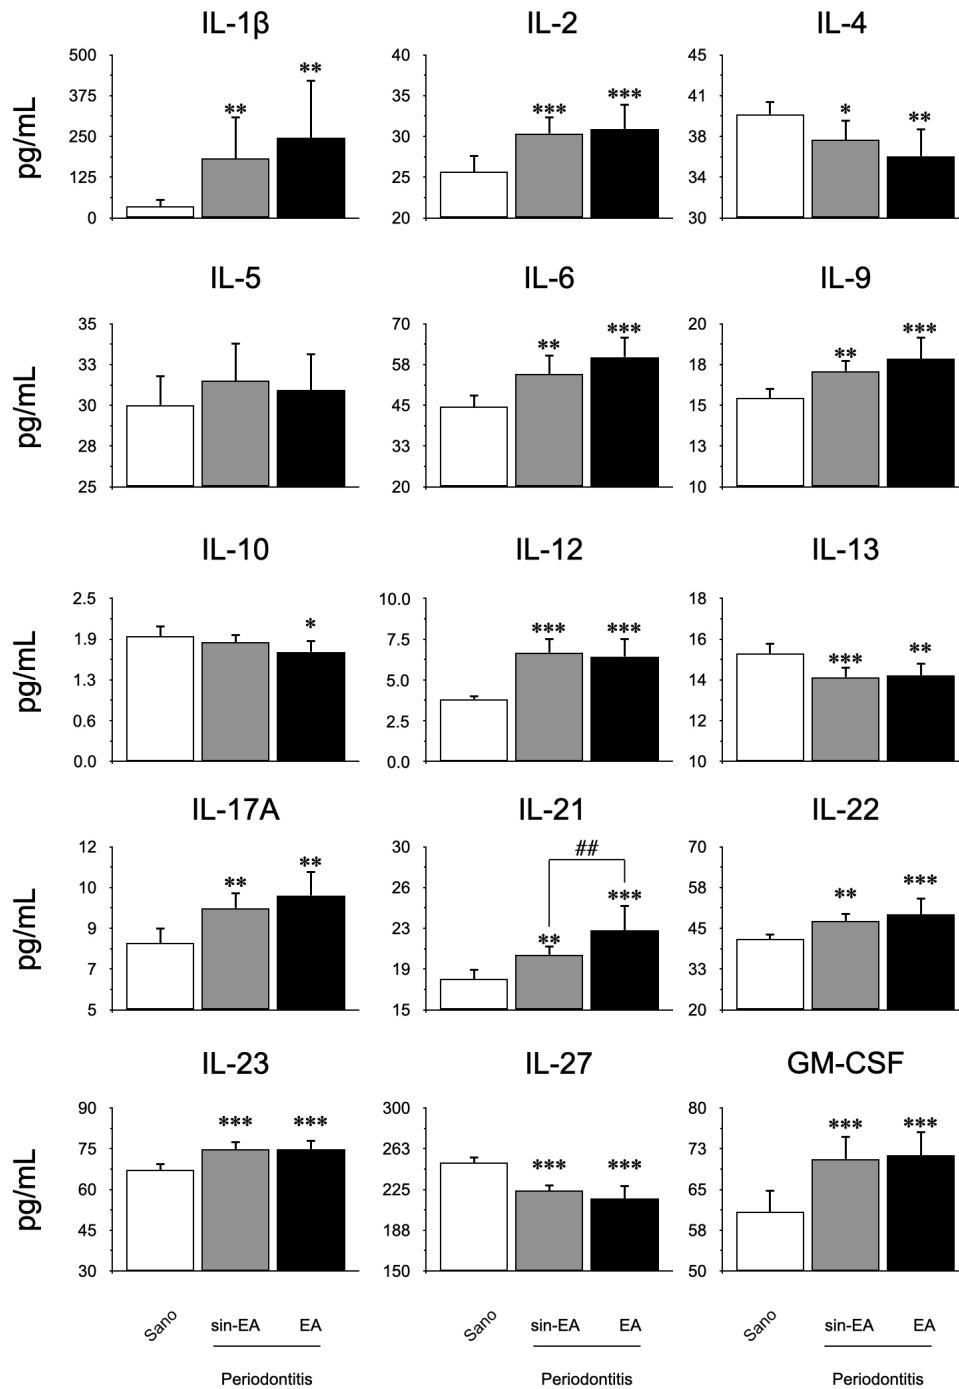 IL-1β IL-2 IL-4
pg/mL
500 375 250 125 0
** **
40 35 30 25 20
*** ***
45 41 38 34 30
* **
IL-5 IL-6 IL-9
pg/mL
35 33 30 28 25
70 58 45 33 20
** ***
20 18 15 13 10
** ***
IL-10 IL-12 IL-13
pg/mL
2.5 1.9 1.3 0.6 0.0
*
10.0 7.5 5.0 2.5 0.0
*** ***
18 16 14 12 10
*** **
IL-17A IL-21 IL-22
pg/mL
12 10 9 7 5
** **
30 26 23 19 15
##
** ***
70 58 45 33 20
** ***
IL-23 IL-27 GM-CSF
pg/mL
90 75 60 45 30
*** ***
300 263 225 188 150
*** ***
80 73 65 58 50
*** ***
Sano sin-EA EA sin-EA EA Sano sin-EA EA
Periodontitis Periodontitis Periodontitis